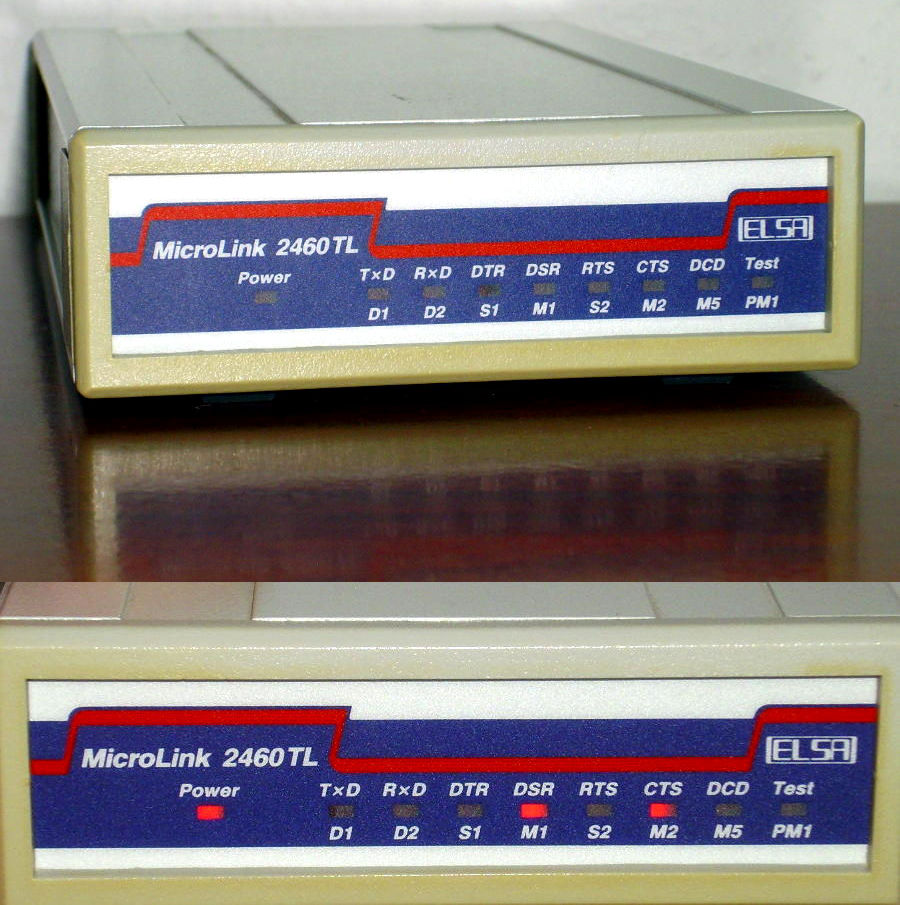 MicroLink 2460TL
ELSA
Power TxD RxD DTR DSR RTS CTS DCD Test
D1 D2 S1 M1 S2 M2 M5 PM1
MicroLink 2460TL
ELSA
Power TxD RxD DTR DSR RTS CTS DCD Test
D1 D2 S1 M1 S2 M2 M5 PM1